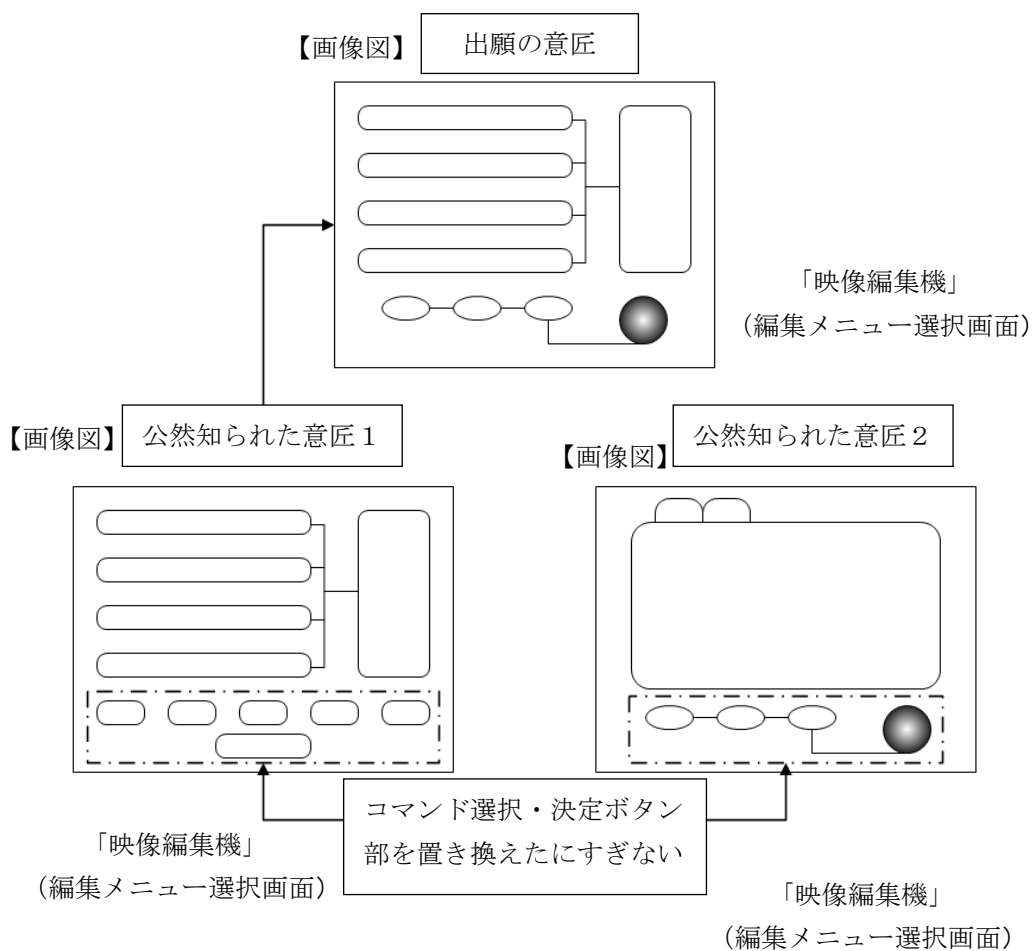 【画像図】
出願の意匠
「映像編集機」
（編集メニュー選択画面）
【画像図】
公然知られた意匠１
【画像図】
公然知られた意匠２
コマンド選択・決定ボタン
部を置き換えたにすぎない
「映像編集機」
（編集メニュー選択画面）
「映像編集機」
（編集メニュー選択画面）